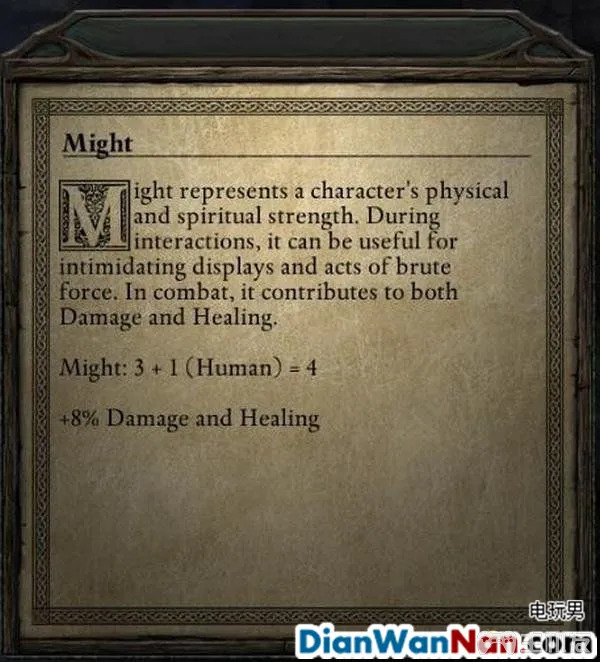 Might
Might represents a character's physical
and spiritual strength. During
interactions, it can be useful for
intimidating displays and acts of brute
force. In combat, it contributes to both
Damage and Healing.
Might: 3 + 1 (Human) = 4
+8% Damage and Healing
电玩男
DianWanNan.com